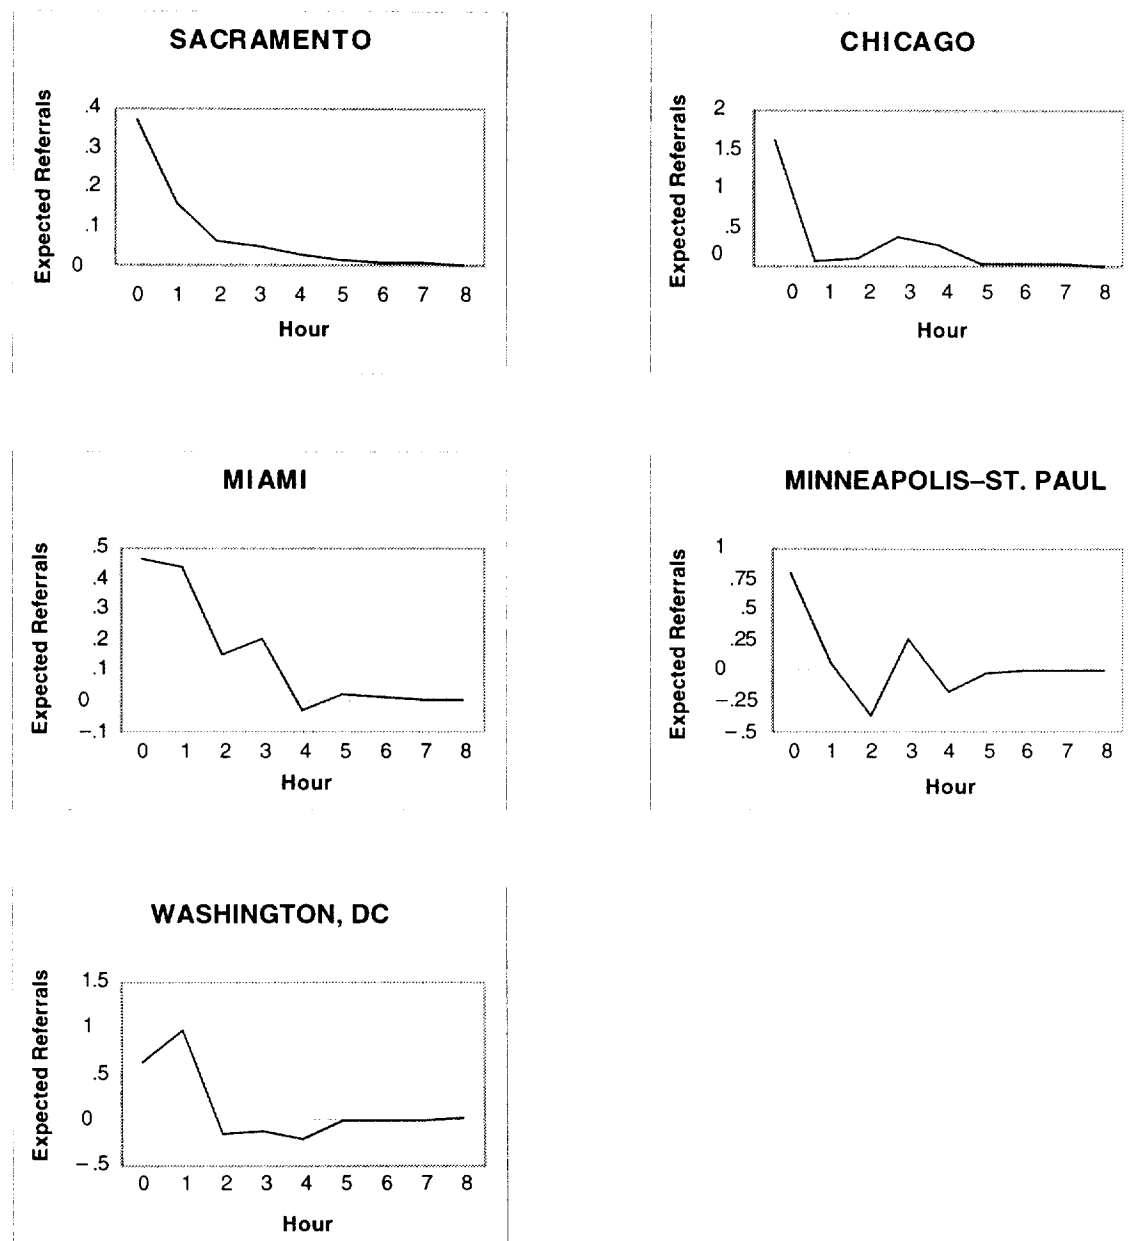 SACRAMENTO
Expected Referrals
.4
.3
.2
.1
0
0 1 2 3 4 5 6 7 8
Hour
CHICAGO
Expected Referrals
2
1.5
1
.5
0
0 1 2 3 4 5 6 7 8
Hour
MIAMI
Expected Referrals
.5
.4
.3
.2
.1
0
–.1
0 1 2 3 4 5 6 7 8
Hour
MINNEAPOLIS–ST. PAUL
Expected Referrals
1
.75
.5
.25
0
–.25
–.5
0 1 2 3 4 5 6 7 8
Hour
WASHINGTON, DC
Expected Referrals
1.5
1
.5
0
–.5
0 1 2 3 4 5 6 7 8
Hour